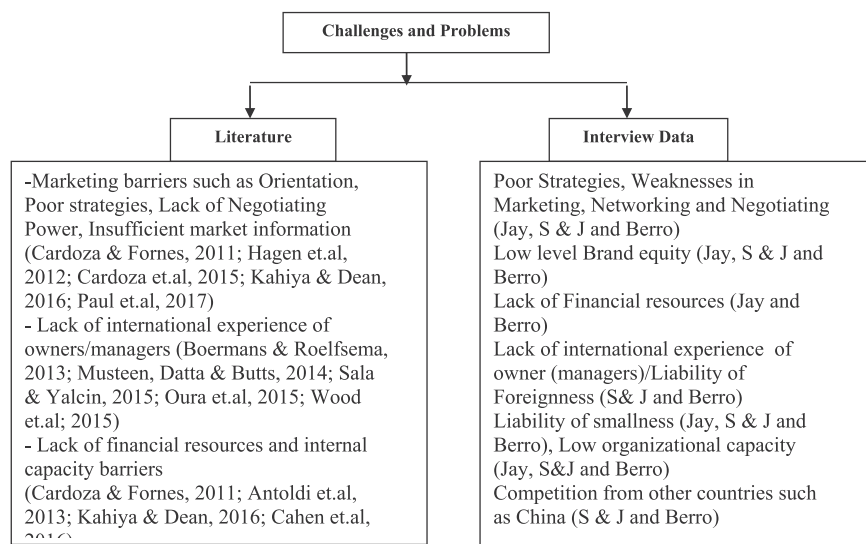 Challenges and Problems
Literature
-Marketing barriers such as Orientation,
Poor strategies, Lack of Negotiating
Power, Insufficient market information
(Cardoza & Fornes, 2011; Hagen et.al,
2012; Cardoza et.al, 2015; Kahiya & Dean,
2016; Paul et.al, 2017)
- Lack of international experience of
owners/managers (Boermans & Roelfsema,
2013; Musteen, Datta & Butts, 2014; Sala
& Yalcin, 2015; Oura et.al, 2015; Wood
et.al; 2015)
- Lack of financial resources and internal
capacity barriers
(Cardoza & Fornes, 2011; Antoldi et.al,
2013; Kahiya & Dean, 2016; Cahen et.al,
2016)
Interview Data
Poor Strategies, Weaknesses in
Marketing, Networking and Negotiating
(Jay, S & J and Berro)
Low level Brand equity (Jay, S & J and
Berro)
Lack of Financial resources (Jay and
Berro)
Lack of international experience of
owner (managers)/Liability of
Foreignness (S& J and Berro)
Liability of smallness (Jay, S & J and
Berro), Low organizational capacity
(Jay, S&J and Berro)
Competition from other countries such
as China (S & J and Berro)